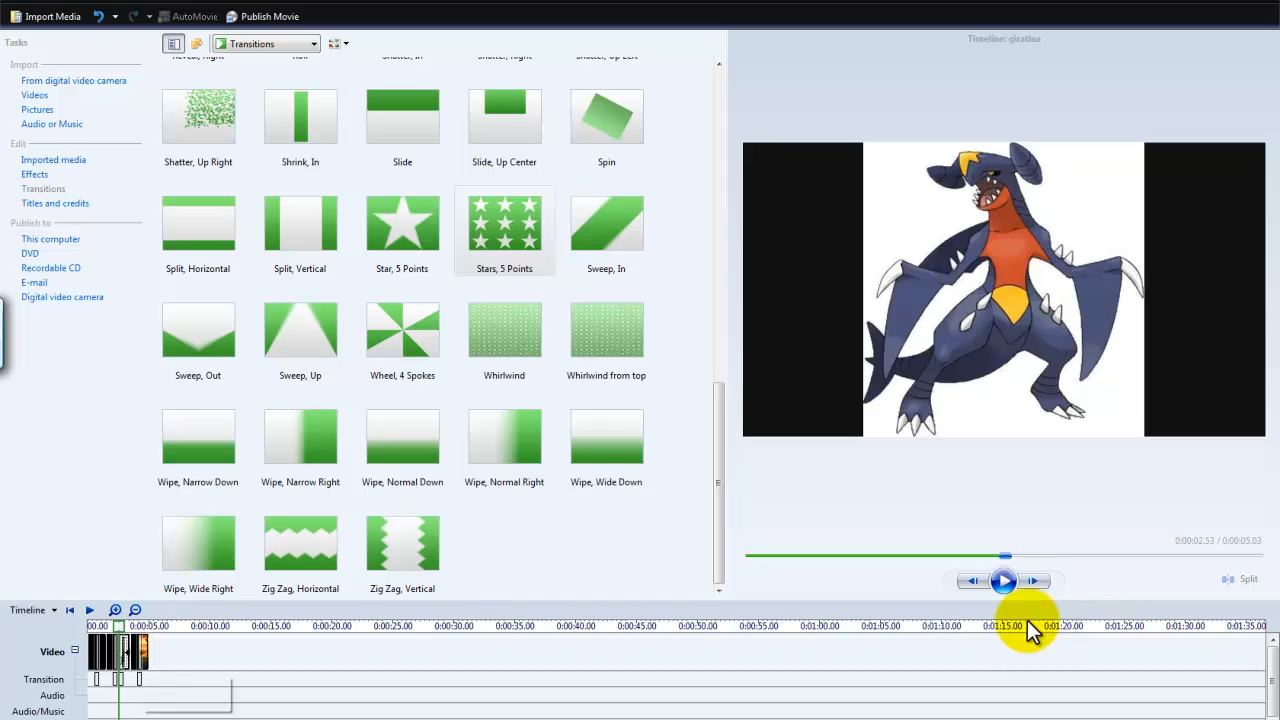 Import Media AutoMovie Publish Movie
Tasks
Transitions
Timeline: giratina
Import
From digital video camera
Videos
Pictures
Audio or Music
Edit
Imported media
Effects
Transitions
Titles and credits
Publish to
This computer
DVD
Recordable CD
E-mail
Digital video camera
Shatter, Up Right Shrink, In Slide Slide, Up Center Spin
Split, Horizontal Split, Vertical Star, 5 Points Stars, 5 Points Sweep, In
Sweep, Out Sweep, Up Wheel, 4 Spokes Whirlwind Whirlwind from top
Wipe, Narrow Down Wipe, Narrow Right Wipe, Normal Down Wipe, Normal Right Wipe, Wide Down
Wipe, Wide Right Zig Zag, Horizontal Zig Zag, Vertical
0:00:02.53 / 0:00:05.03
Split
Timeline
00.00 0:00:05.00 0:00:10.00 0:00:15.00 0:00:20.00 0:00:25.00 0:00:30.00 0:00:35.00 0:00:40.00 0:00:45.00 0:00:50.00 0:00:55.00 0:01:00.00 0:01:05.00 0:01:10.00 0:01:15.00 0:01:20.00 0:01:25.00 0:01:30.00 0:01:35.00
Video
Transition
Audio
Audio/Music